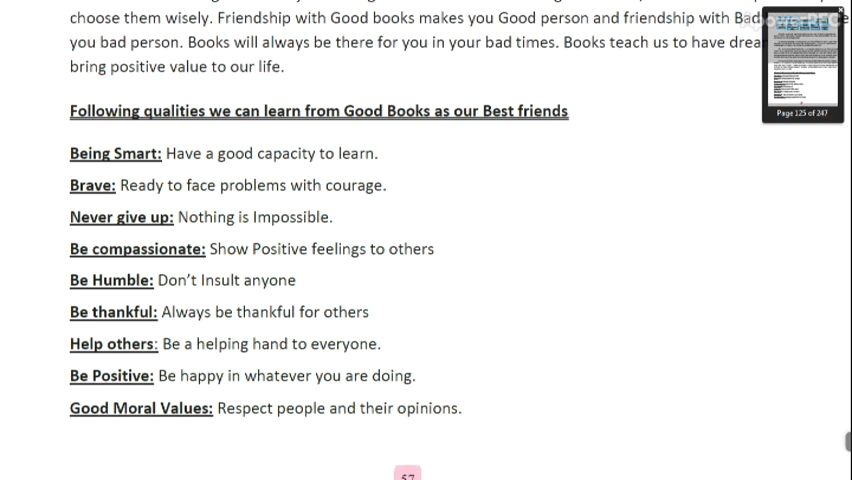 choose them wisely. Friendship with Good books makes you Good person and friendship with Bad
you bad person. Books will always be there for you in your bad times. Books teach us to have
bring positive value to our life.
Following qualities we can learn from Good Books as our Best friends
Being Smart: Have a good capacity to learn.
Brave: Ready to face problems with courage.
Never give up: Nothing is Impossible.
Be compassionate: Show Positive feelings to others
Be Humble: Don’t Insult anyone
Be thankful: Always be thankful for others
Help others: Be a helping hand to everyone.
Be Positive: Be happy in whatever you are doing.
Good Moral Values: Respect people and their opinions.
Page 125 of 247
57